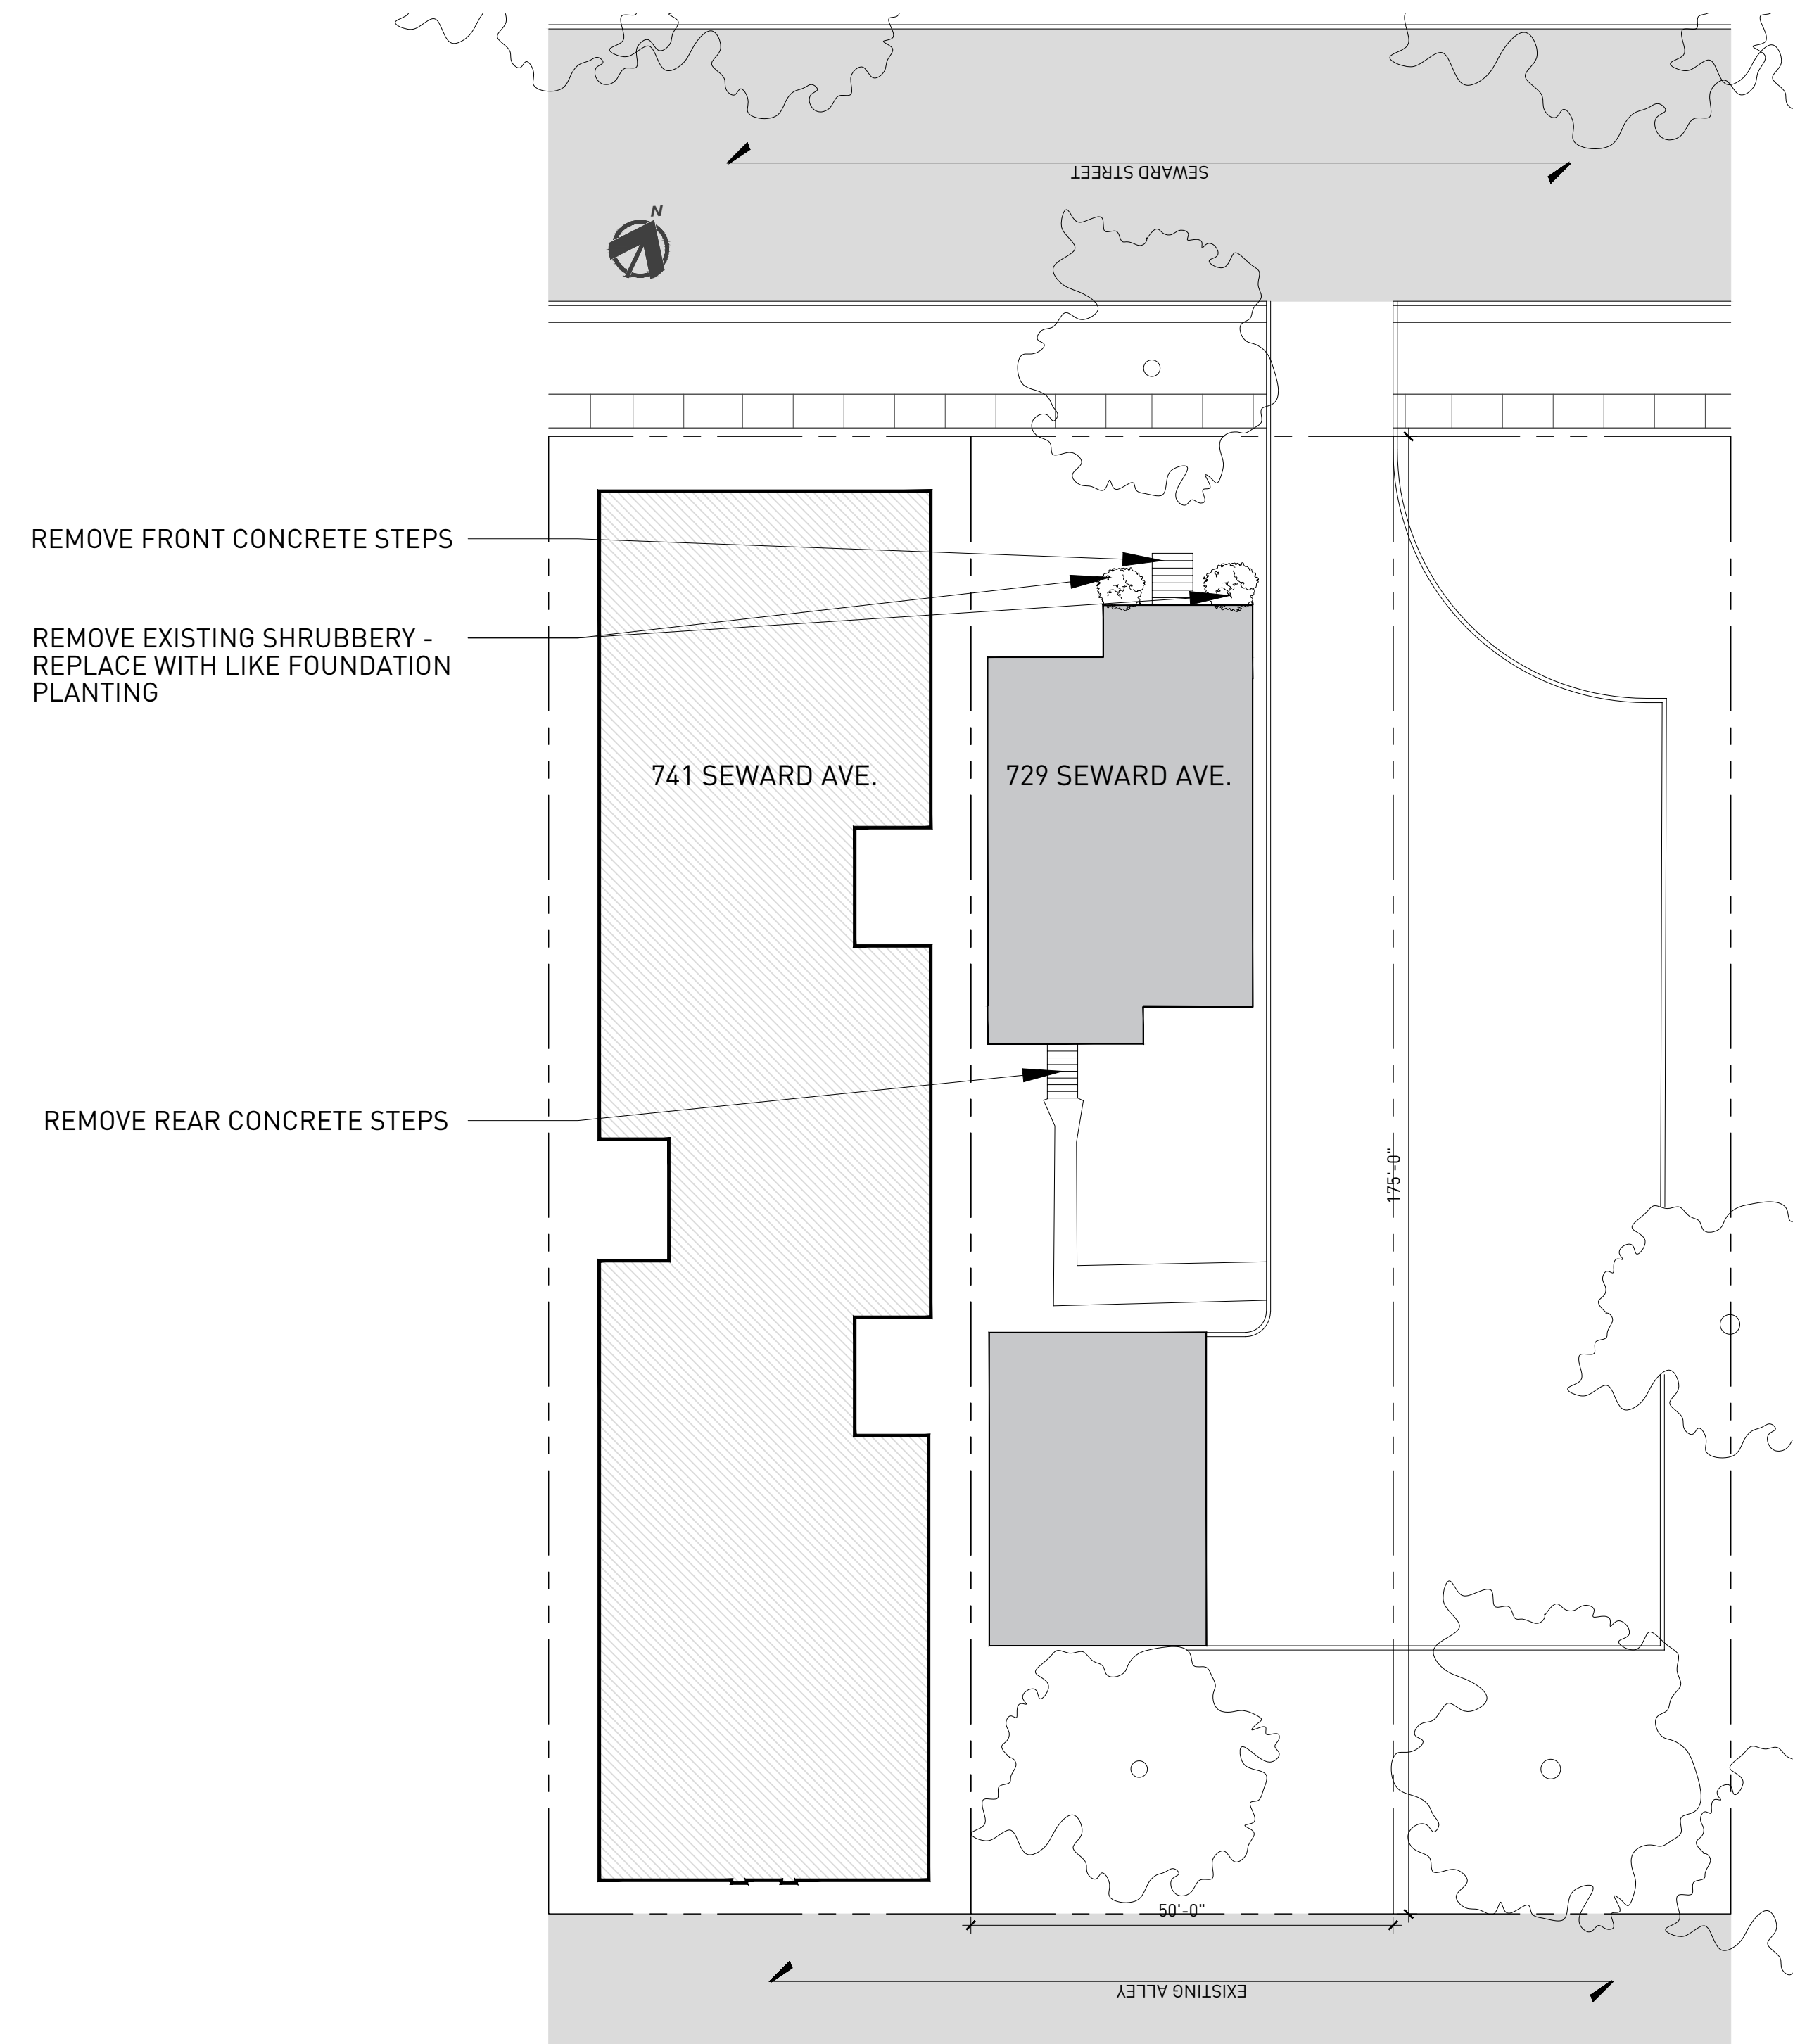 SEWARD STREET
N
REMOVE FRONT CONCRETE STEPS
REMOVE EXISTING SHRUBBERY -
REPLACE WITH LIKE FOUNDATION
PLANTING
741 SEWARD AVE.
729 SEWARD AVE.
REMOVE REAR CONCRETE STEPS
175'-0"
50'-0"
EXISTING ALLEY